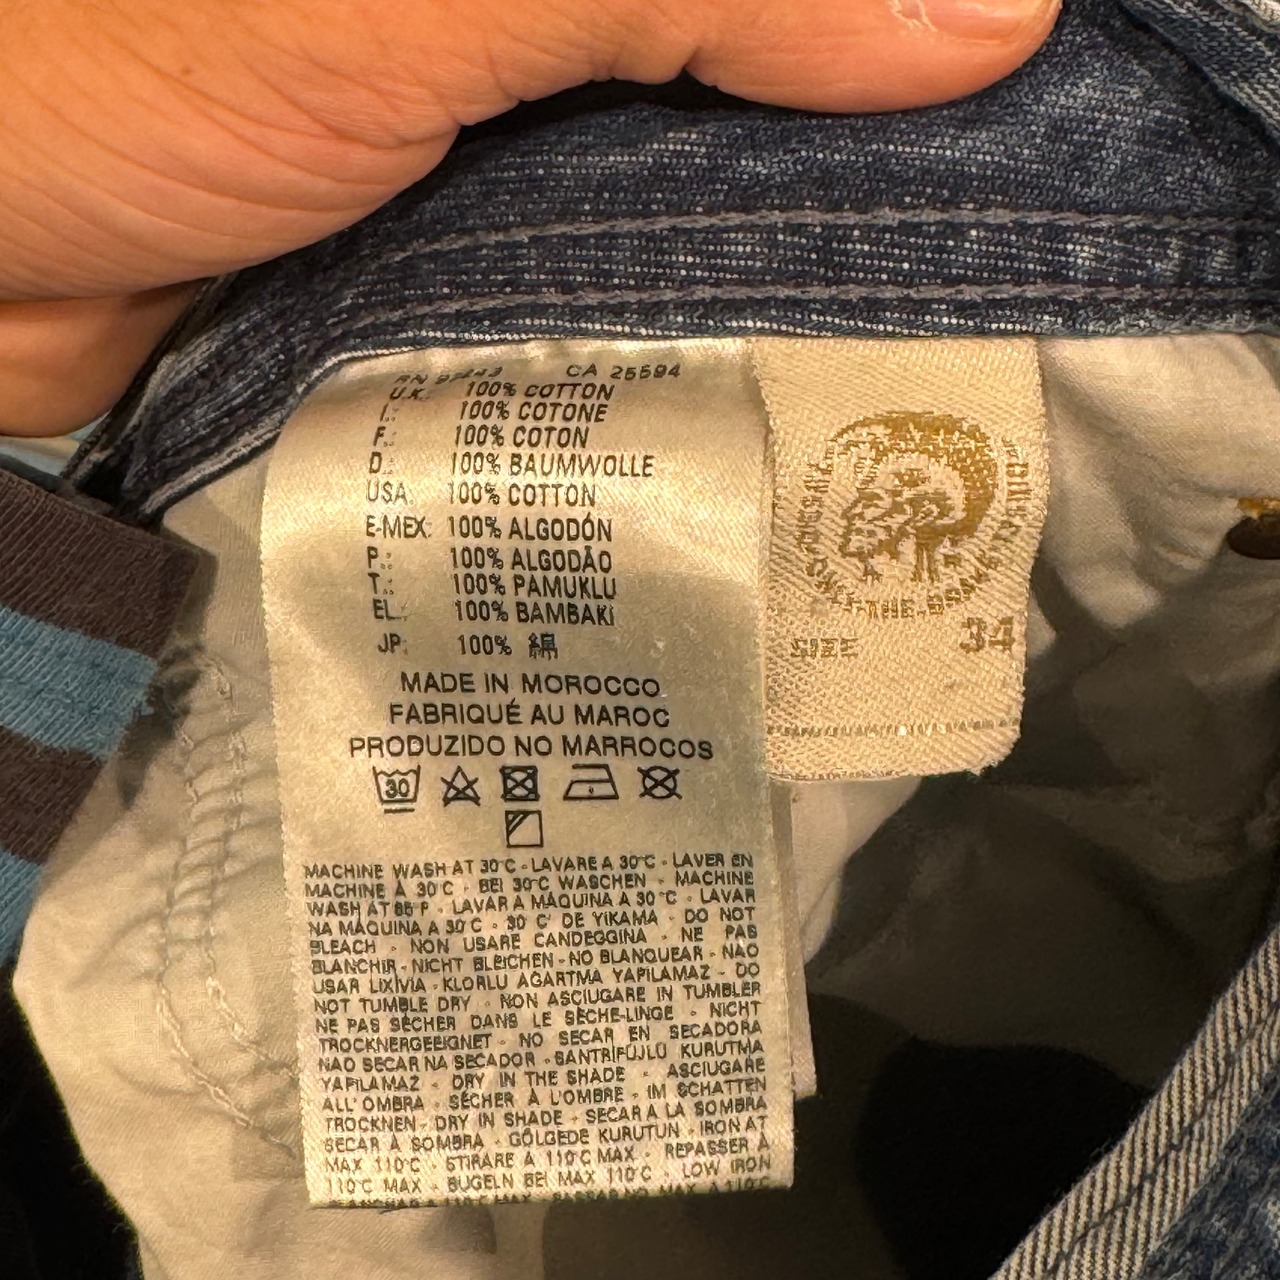 CA 25594
U.K: 100% COTTON
I.: 100% COTONE
F.: 100% COTON
D.: 100% BAUMWOLLE
USA: 100% COTTON
E-MEX: 100% ALGODÓN
P.: 100% ALGODÃO
T.: 100% PAMUKLU
EL.: 100% BAMBAKI
JP: 100% 綿
MADE IN MOROCCO
FABRIQUÉ AU MAROC
PRODUZIDO NO MARROCOS
30
MACHINE WASH AT 30°C - LAVARE A 30°C - LAVER EN
MACHINE À 30°C - BEI 30°C WASCHEN - MACHINE
WASH AT 85 F - LAVAR A MAQUINA A 30 °C - LAVAR
NA MÁQUINA A 30°C - 30 C' DE YIKAMA - DO NOT
BLEACH - NON USARE CANDEGGINA - NE PAS
BLANCHIR - NICHT BLEICHEN - NO BLANQUEAR - NAO
USAR LIXÍVIA - KLORLU AGARTMA YAPILAMAZ - DO
NOT TUMBLE DRY - NON ASCIUGARE IN TUMBLER
NE PAS SÈCHER DANS LE SÈCHE-LINGE - NICHT
TROCKNERGEEIGNET - NO SECAR EN SECADORA
NAO SECAR NA SECADOR - SANTRIFÜJLÜ KURUTMA
YAPILAMAZ - DRY IN THE SHADE - ASCIUGARE
ALL' OMBRA - SÉCHER À L'OMBRE - IM SCHATTEN
TROCKNEN - DRY IN SHADE - SECAR A LA SOMBRA
SECAR À SOMBRA - GÖLGEDE KURUTUN - IRON AT
MAX 110°C - STIRARE A 110°C MAX - REPASSER À
110°C MAX - BUGELN BEI MAX 110°C - LOW IRON
ONLY-THE-BRAVE
SIZE 34